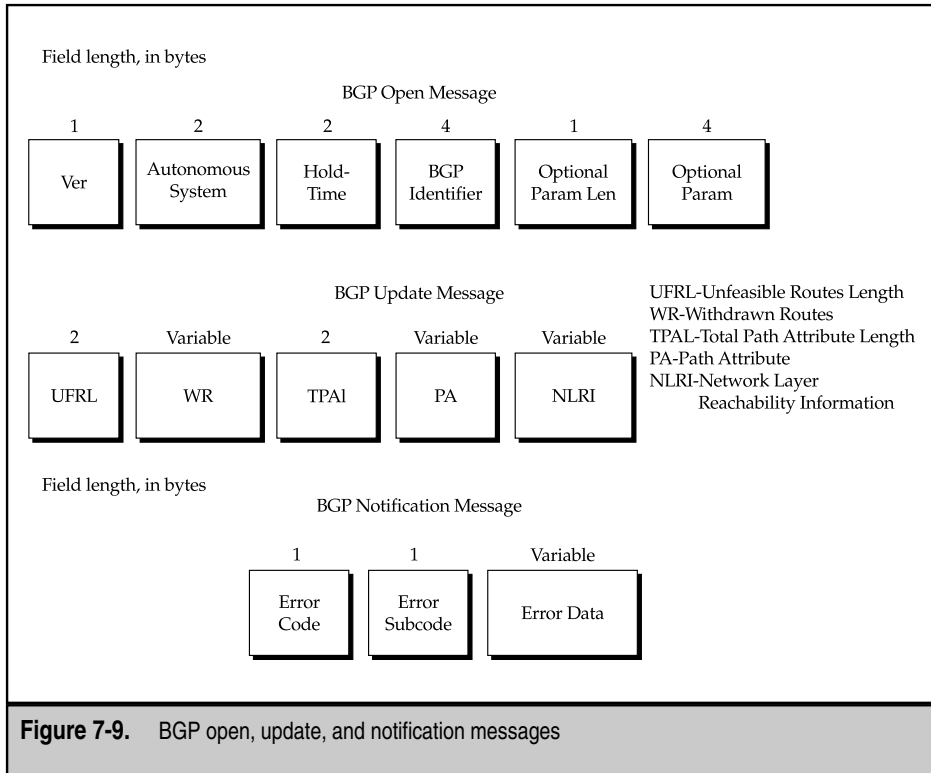 Field length, in bytes
BGP Open Message
1 2 2 4 1 4
Ver
Autonomous
System
Hold-
Time
BGP
Identifier
Optional
Param Len
Optional
Param
BGP Update Message
2 Variable 2 Variable Variable
UFRL
WR
TPAl
PA
NLRI
UFRL-Unfeasible Routes Length
WR-Withdrawn Routes
TPAL-Total Path Attribute Length
PA-Path Attribute
NLRI-Network Layer
Reachability Information
Field length, in bytes
BGP Notification Message
1 1 Variable
Error
Code
Error
Subcode
Error Data
Figure 7-9. BGP open, update, and notification messages